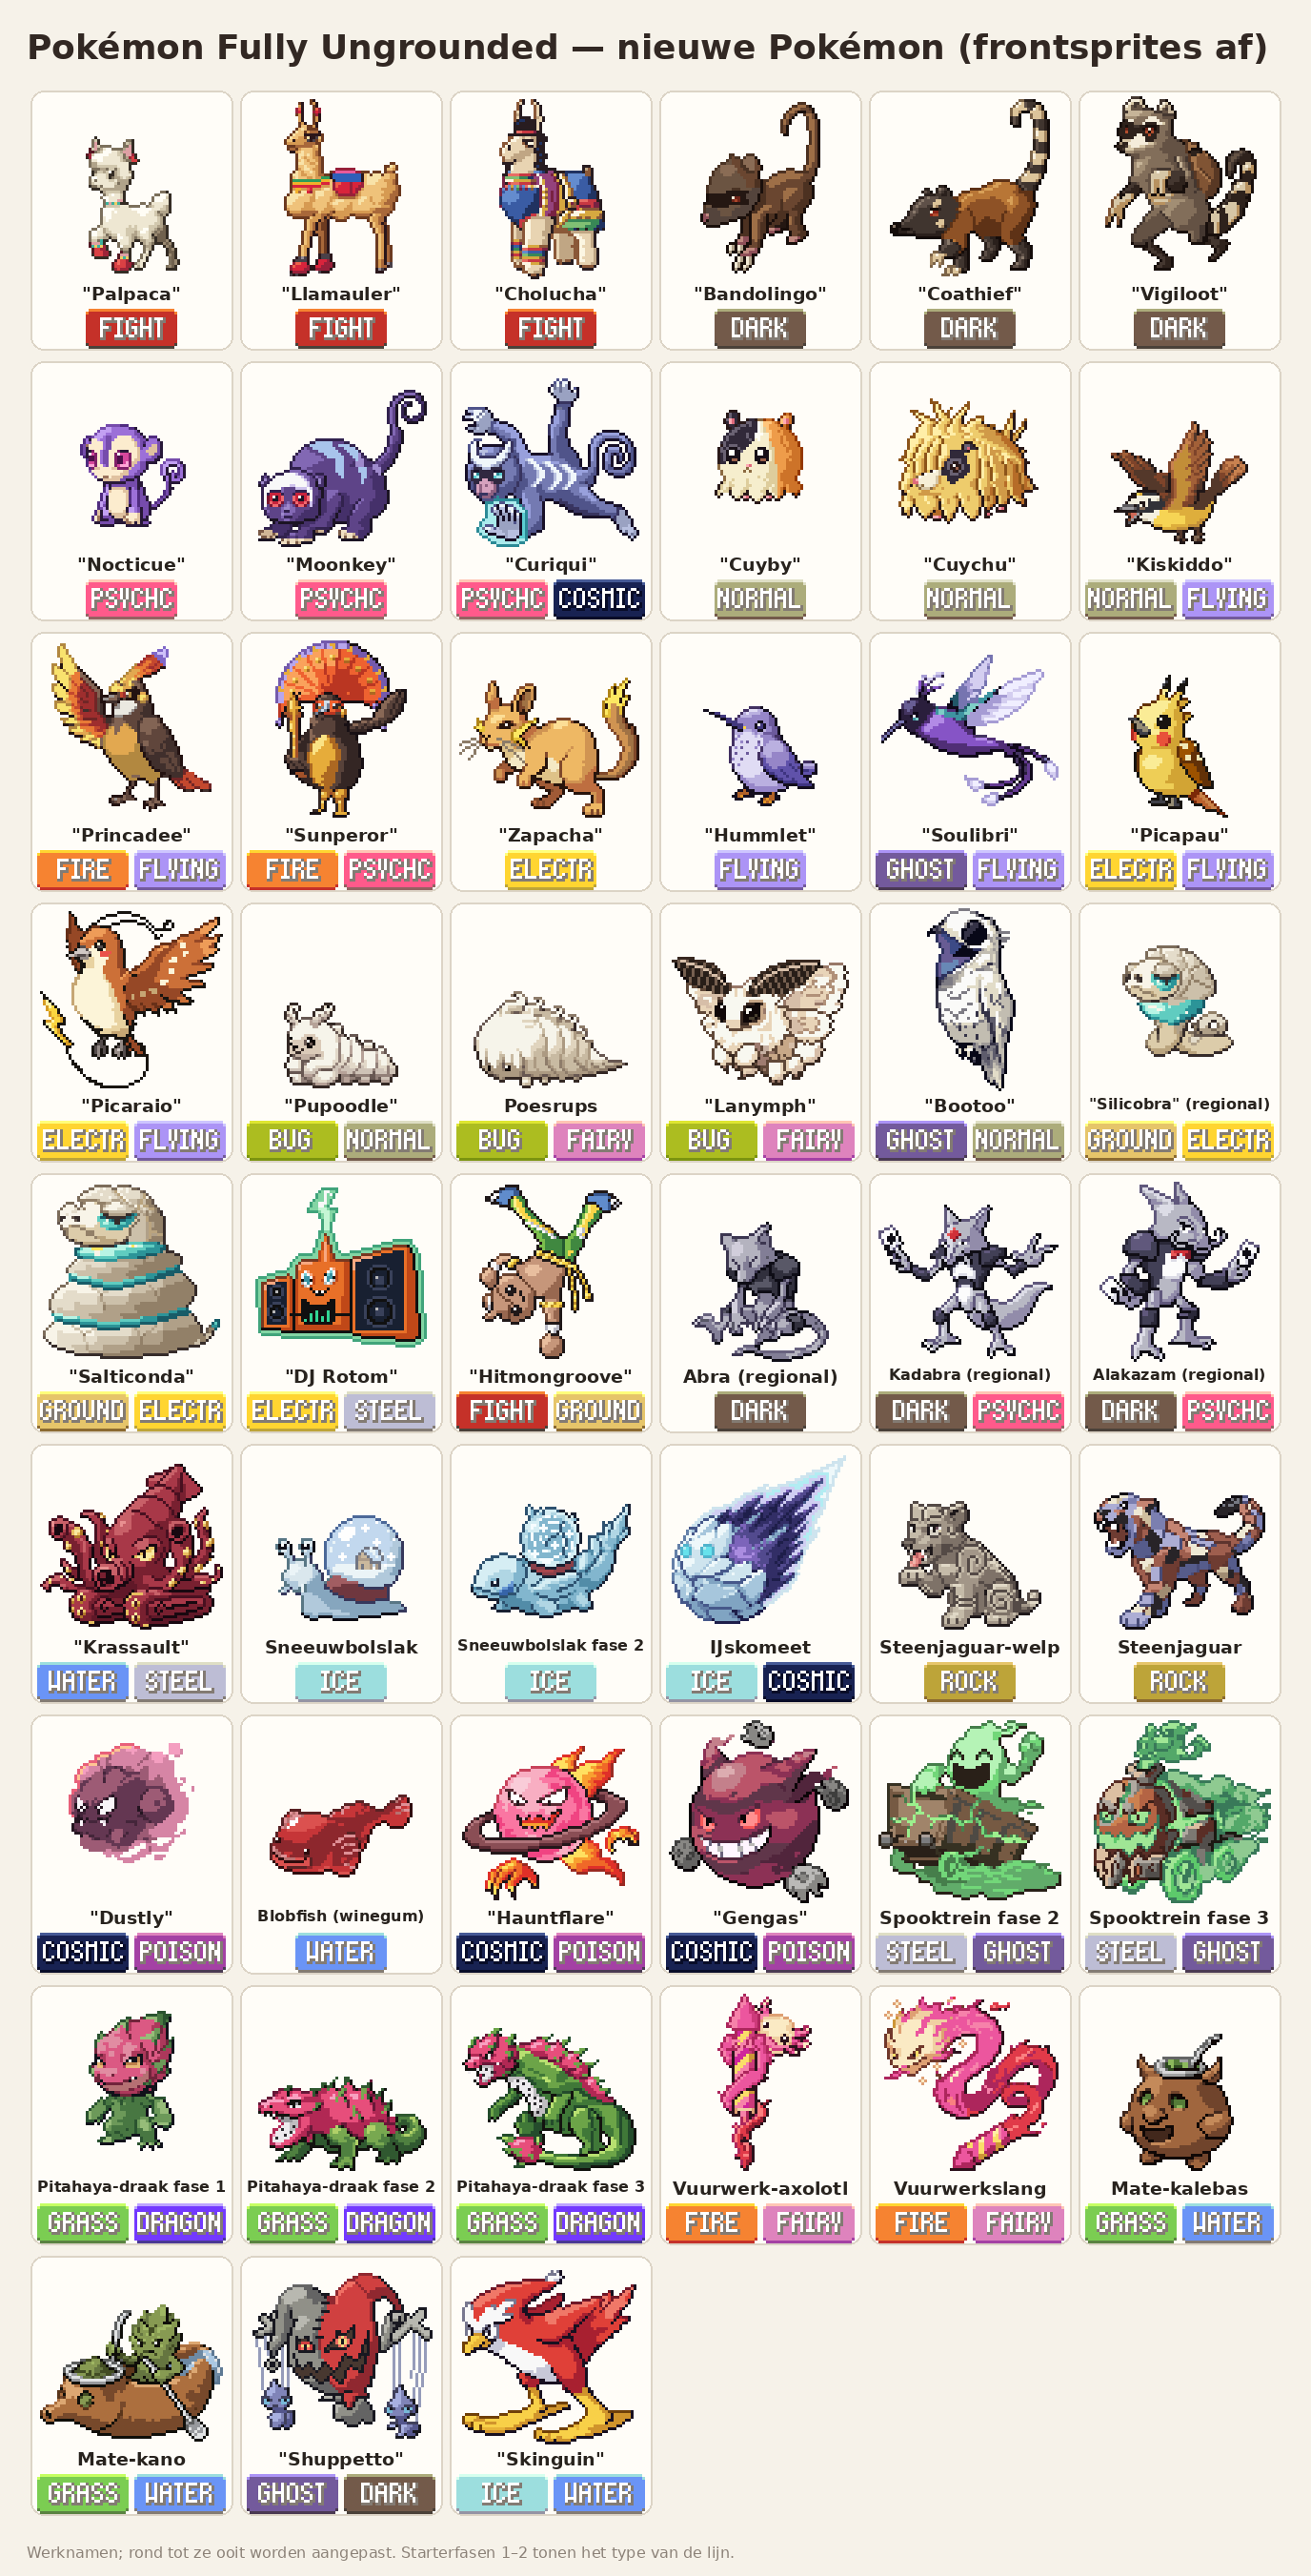 Pokémon Fully Ungrounded — nieuwe Pokémon (frontsprites af)
"Palpaca" "Llamauler" "Cholucha" "Bandolingo" "Coathief" "Vigiloot"
FIGHT FIGHT FIGHT DARK DARK DARK
"Nocticue" "Moonkey" "Curiqui" "Cuyby" "Cuychu" "Kiskiddo"
PSYCHC PSYCHC PSYCHC COSMIC NORMAL NORMAL NORMAL FLYING
"Princadee" "Sunperor" "Zapacha" "Hummlet" "Soulibri" "Picapau"
FIRE FLYING FIRE PSYCHC ELECTR FLYING GHOST FLYING ELECTR FLYING
"Picaraio" "Pupoodle" Poesrups "Lanymph" "Bootoo" "Silicobra" (regional)
ELECTR FLYING BUG NORMAL BUG FAIRY BUG FAIRY GHOST NORMAL GROUND ELECTR
"Salticonda" "DJ Rotom" "Hitmongroove" Abra (regional) Kadabra (regional) Alakazam (regional)
GROUND ELECTR ELECTR STEEL FIGHT GROUND DARK DARK PSYCHC DARK PSYCHC
"Krassault" Sneeuwbolslak Sneeuwbolslak fase 2 IJskomeet Steenjaguar-welp Steenjaguar
WATER STEEL ICE ICE ICE COSMIC ROCK ROCK
"Dustly" Blobfish (winegum) "Hauntflare" "Gengas" Spooktrein fase 2 Spooktrein fase 3
COSMIC POISON WATER COSMIC POISON COSMIC POISON STEEL GHOST STEEL GHOST
Pitahaya-draak fase 1 Pitahaya-draak fase 2 Pitahaya-draak fase 3 Vuurwerk-axolotl Vuurwerkslang Mate-kalebas
GRASS DRAGON GRASS DRAGON GRASS DRAGON FIRE FAIRY FIRE FAIRY GRASS WATER
Mate-kano "Shuppetto" "Skinguin"
GRASS WATER GHOST DARK ICE WATER
Werknamen; rond tot ze ooit worden aangepast. Starterfasen 1–2 tonen het type van de lijn.